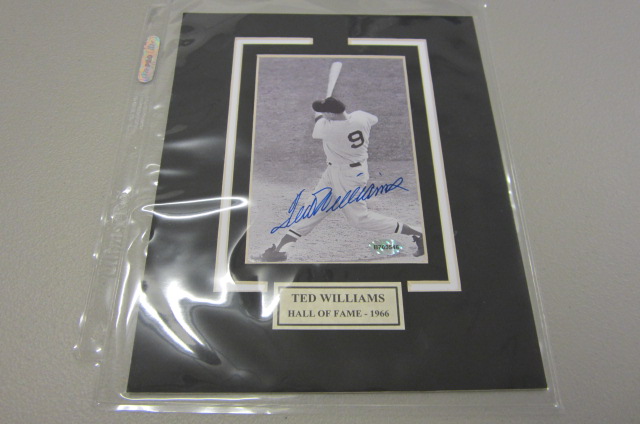 9
Ted Williams
TED WILLIAMS
HALL OF FAME - 1966